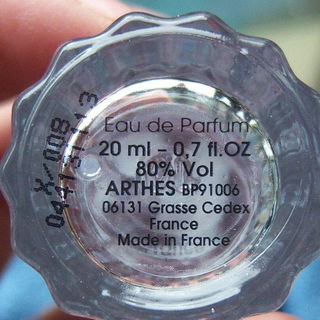 Eau de Parfum
20 ml – 0,7 fl.OZ
80% Vol
ARTHES BP91006
06131 Grasse Cedex
France
Made in France